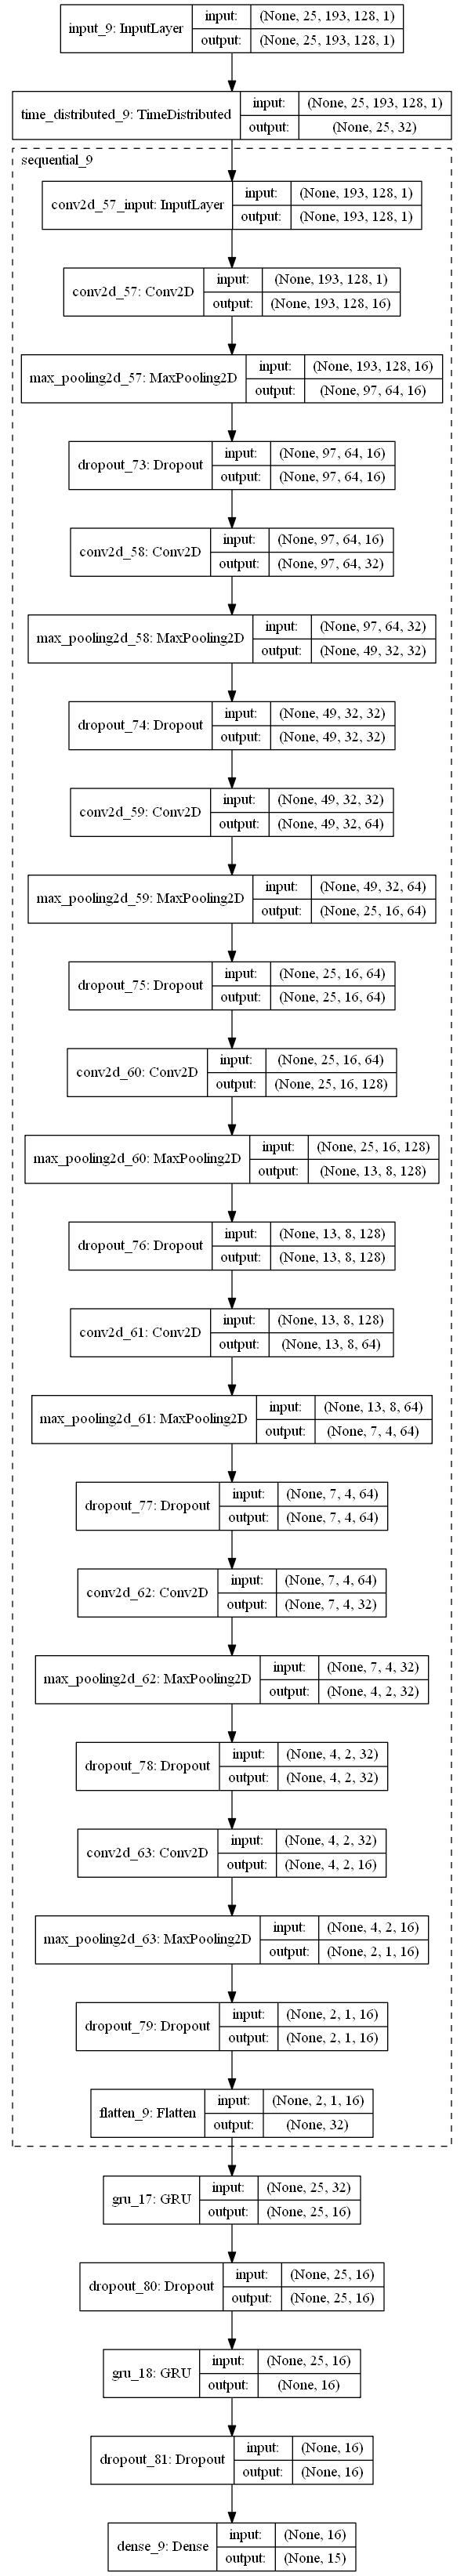 input_9: InputLayer
input: (None, 25, 193, 128, 1)
output: (None, 25, 193, 128, 1)
time_distributed_9: TimeDistributed
input: (None, 25, 193, 128, 1)
output: (None, 25, 32)
sequential_9
conv2d_57_input: InputLayer
input: (None, 193, 128, 1)
output: (None, 193, 128, 1)
conv2d_57: Conv2D
input: (None, 193, 128, 1)
output: (None, 193, 128, 16)
max_pooling2d_57: MaxPooling2D
input: (None, 193, 128, 16)
output: (None, 97, 64, 16)
dropout_73: Dropout
input: (None, 97, 64, 16)
output: (None, 97, 64, 16)
conv2d_58: Conv2D
input: (None, 97, 64, 16)
output: (None, 97, 64, 32)
max_pooling2d_58: MaxPooling2D
input: (None, 97, 64, 32)
output: (None, 49, 32, 32)
dropout_74: Dropout
input: (None, 49, 32, 32)
output: (None, 49, 32, 32)
conv2d_59: Conv2D
input: (None, 49, 32, 32)
output: (None, 49, 32, 64)
max_pooling2d_59: MaxPooling2D
input: (None, 49, 32, 64)
output: (None, 25, 16, 64)
dropout_75: Dropout
input: (None, 25, 16, 64)
output: (None, 25, 16, 64)
conv2d_60: Conv2D
input: (None, 25, 16, 64)
output: (None, 25, 16, 128)
max_pooling2d_60: MaxPooling2D
input: (None, 25, 16, 128)
output: (None, 13, 8, 128)
dropout_76: Dropout
input: (None, 13, 8, 128)
output: (None, 13, 8, 128)
conv2d_61: Conv2D
input: (None, 13, 8, 128)
output: (None, 13, 8, 64)
max_pooling2d_61: MaxPooling2D
input: (None, 13, 8, 64)
output: (None, 7, 4, 64)
dropout_77: Dropout
input: (None, 7, 4, 64)
output: (None, 7, 4, 64)
conv2d_62: Conv2D
input: (None, 7, 4, 64)
output: (None, 7, 4, 32)
max_pooling2d_62: MaxPooling2D
input: (None, 7, 4, 32)
output: (None, 4, 2, 32)
dropout_78: Dropout
input: (None, 4, 2, 32)
output: (None, 4, 2, 32)
conv2d_63: Conv2D
input: (None, 4, 2, 32)
output: (None, 4, 2, 16)
max_pooling2d_63: MaxPooling2D
input: (None, 4, 2, 16)
output: (None, 2, 1, 16)
dropout_79: Dropout
input: (None, 2, 1, 16)
output: (None, 2, 1, 16)
flatten_9: Flatten
input: (None, 2, 1, 16)
output: (None, 32)
gru_17: GRU
input: (None, 25, 32)
output: (None, 25, 16)
dropout_80: Dropout
input: (None, 25, 16)
output: (None, 25, 16)
gru_18: GRU
input: (None, 25, 16)
output: (None, 16)
dropout_81: Dropout
input: (None, 16)
output: (None, 16)
dense_9: Dense
input: (None, 16)
output: (None, 15)